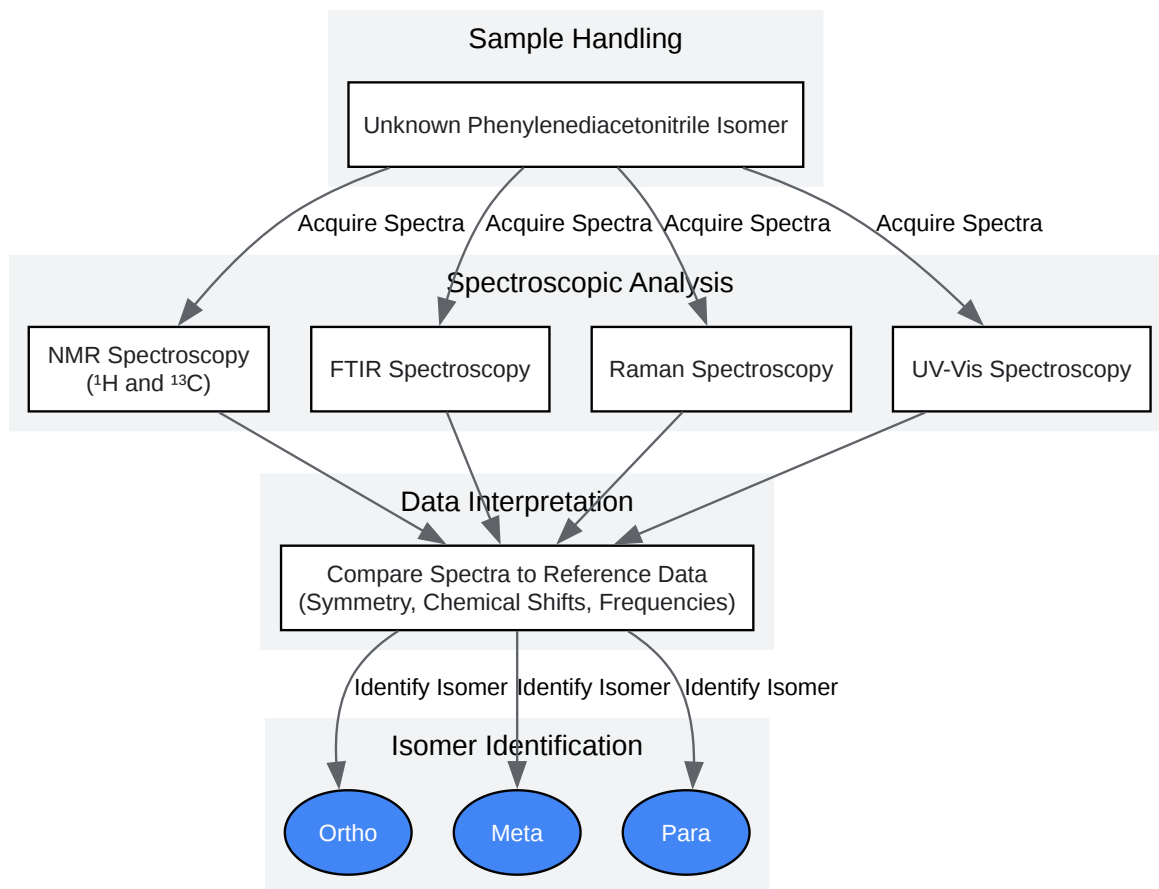 Sample Handling
Unknown Phenylenediacetonitrile Isomer
Acquire Spectra
Acquire Spectra
Acquire Spectra
Acquire Spectra
Spectroscopic Analysis
NMR Spectroscopy
(¹H and ¹³C)
FTIR Spectroscopy
Raman Spectroscopy
UV-Vis Spectroscopy
Data Interpretation
Compare Spectra to Reference Data
(Symmetry, Chemical Shifts, Frequencies)
Identify Isomer
Identify Isomer
Identify Isomer
Isomer Identification
Ortho
Meta
Para